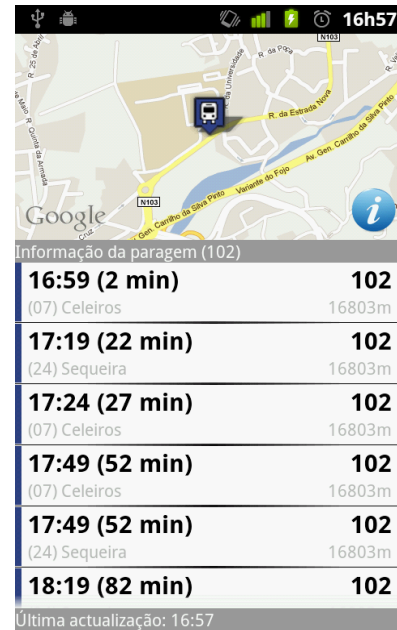 16h57
N103
R. 25 de Abril
R. da Universidade
R. da Poça
R. da Estrada Nova
R. Quinta da Armada
Av. Gen. Carrilho da Silva Pinto
Variante do Fojo
N103
Gen. Carrilho da Silva Pinto
Google
Informação da paragem (102)
16:59 (2 min) 102
(07) Celeiros 16803m
17:19 (22 min) 102
(24) Sequeira 16803m
17:24 (27 min) 102
(07) Celeiros 16803m
17:49 (52 min) 102
(07) Celeiros 16803m
17:49 (52 min) 102
(24) Sequeira 16803m
18:19 (82 min) 102
Última actualização: 16:57